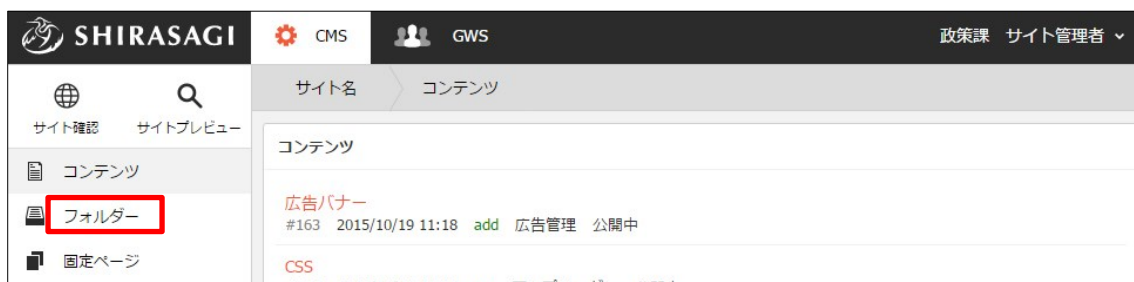 SHIRASAGI CMS GWS 政策課 サイト管理者
サイト名 コンテンツ
サイト確認 サイトプレビュー
コンテンツ
コンテンツ
フォルダー
固定ページ
広告バナー
#163 2015/10/19 11:18 add 広告管理 公開中
CSS